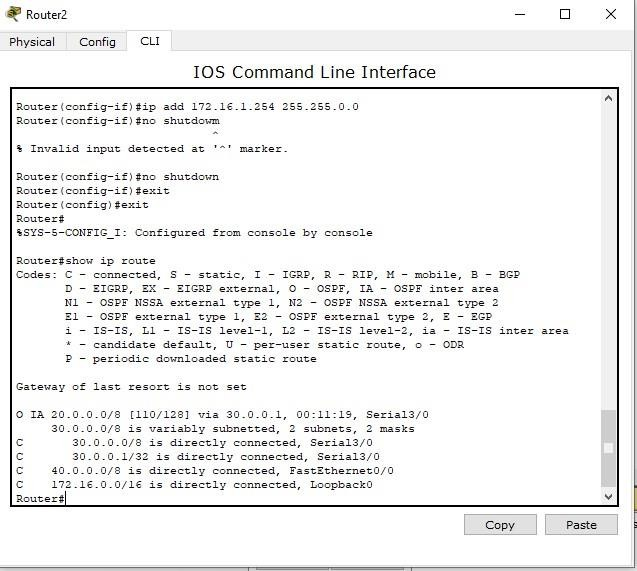 Router2
Physical Config CLI
IOS Command Line Interface
Router(config-if)#ip add 172.16.1.254 255.255.0.0
Router(config-if)#no shutdowm
^
% Invalid input detected at '^' marker.
Router(config-if)#no shutdown
Router(config-if)#exit
Router(config)#exit
Router#
%SYS-5-CONFIG_I: Configured from console by console
Router#show ip route
Codes: C - connected, S - static, I - IGRP, R - RIP, M - mobile, B - BGP
D - EIGRP, EX - EIGRP external, O - OSPF, IA - OSPF inter area
N1 - OSPF NSSA external type 1, N2 - OSPF NSSA external type 2
E1 - OSPF external type 1, E2 - OSPF external type 2, E - EGP
i - IS-IS, L1 - IS-IS level-1, L2 - IS-IS level-2, ia - IS-IS inter area
* - candidate default, U - per-user static route, o - ODR
P - periodic downloaded static route
Gateway of last resort is not set
O IA 20.0.0.0/8 [110/128] via 30.0.0.1, 00:11:19, Serial3/0
30.0.0.0/8 is variably subnetted, 2 subnets, 2 masks
C 30.0.0.0/8 is directly connected, Serial3/0
C 30.0.0.1/32 is directly connected, Serial3/0
C 40.0.0.0/8 is directly connected, FastEthernet0/0
C 172.16.0.0/16 is directly connected, Loopback0
Router#
Copy Paste